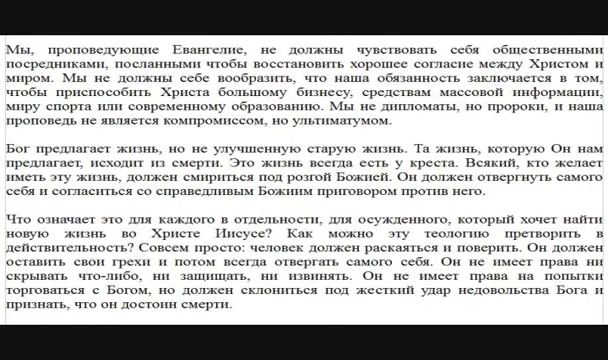 Мы, проповедующие Евангелие, не должны чувствовать себя общественными
посредниками, посланными чтобы восстановить хорошее согласие между Христом и
миром. Мы не должны себе вообразить, что наша обязанность заключается в том,
чтобы приспособить Христа большому бизнесу, средствам массовой информации,
миру спорта или современному образованию. Мы не дипломаты, но пророки, и наша
проповедь не является компромиссом, но ультиматумом.
Бог предлагает жизнь, но не улучшенную старую жизнь. Та жизнь, которую Он нам
предлагает, исходит из смерти. Это жизнь всегда есть у креста. Всякий, кто желает
иметь эту жизнь, должен смириться под розгой Божией. Он должен отвергнуть самого
себя и согласиться со справедливым Божиим приговором против него.
Что означает это для каждого в отдельности, для осужденного, который хочет найти
новую жизнь во Христе Иисусе? Как можно эту теологию претворить в
действительность? Совсем просто: человек должен раскаяться и поверить. Он должен
оставить свои грехи и потом всегда отвергать самого себя. Он не имеет права ни
скрывать что-либо, ни защищать, ни извинять. Он не имеет права на попытки
торговаться с Богом, но должен склониться под жесткий удар недовольства Бога и
признать, что он достоин смерти.